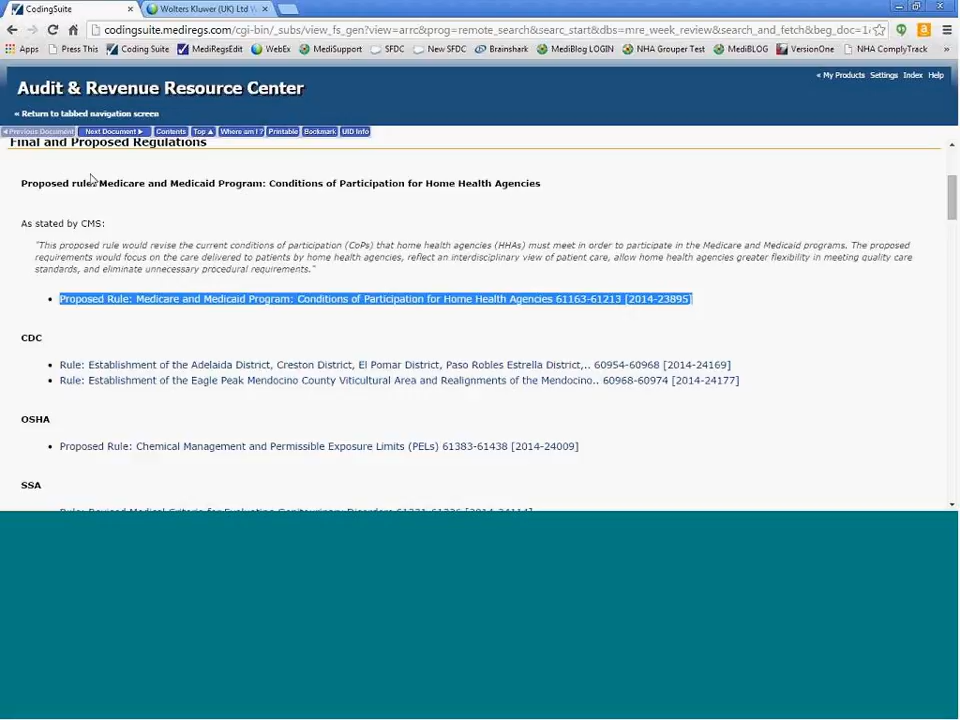 CodingSuite
Wolters Kluwer (UK) Ltd
codingsuite.mediregs.com/cgi-bin/_subs/view_fs_gen?view=arrc&prog=remote_search&searc_start&dbs=mre_week_review&search_and_fetch&beg_doc=1
Apps Press This Coding Suite MediRegsEdit WebEx MediSupport SFDC New SFDC Brainshark MediBlog LOGIN NHA Grouper Test MediBLOG VersionOne NHA ComplyTrack »
« My Products Settings Index Help
Audit & Revenue Resource Center
« Return to tabbed navigation screen
Previous Document Next Document Contents Top Where am I? Printable Bookmark UID Info
Final and Proposed Regulations
Proposed rule: Medicare and Medicaid Program: Conditions of Participation for Home Health Agencies
As stated by CMS:
"This proposed rule would revise the current conditions of participation (CoPs) that home health agencies (HHAs) must meet in order to participate in the Medicare and Medicaid programs. The proposed
requirements would focus on the care delivered to patients by home health agencies, reflect an interdisciplinary view of patient care, allow home health agencies greater flexibility in meeting quality care
standards, and eliminate unnecessary procedural requirements."
• Proposed Rule: Medicare and Medicaid Program: Conditions of Participation for Home Health Agencies 61163-61213 [2014-23895]
CDC
• Rule: Establishment of the Adelaida District, Creston District, El Pomar District, Paso Robles Estrella District,.. 60954-60968 [2014-24169]
• Rule: Establishment of the Eagle Peak Mendocino County Viticultural Area and Realignments of the Mendocino.. 60968-60974 [2014-24177]
OSHA
• Proposed Rule: Chemical Management and Permissible Exposure Limits (PELs) 61383-61438 [2014-24009]
SSA
Rule: Revised Medical Criteria for Evaluating Genitourinary Disorders